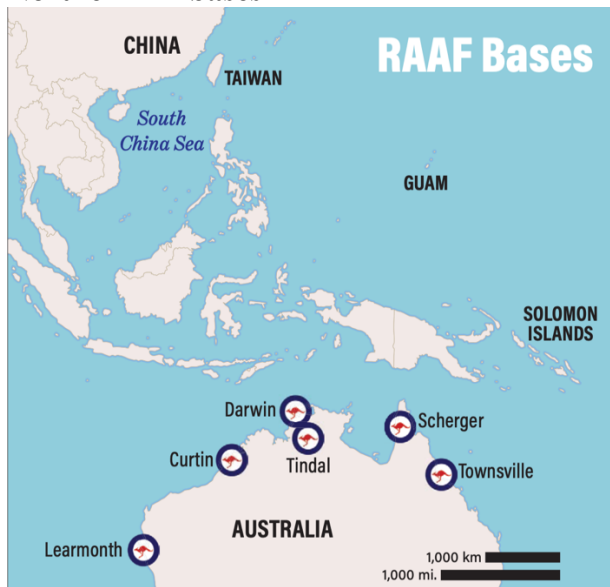 RAAF Bases
CHINA
TAIWAN
South
China Sea
GUAM
SOLOMON
ISLANDS
Darwin
Scherger
Curtin
Tindal
Townsville
AUSTRALIA
Learmonth
1,000 km
1,000 mi.